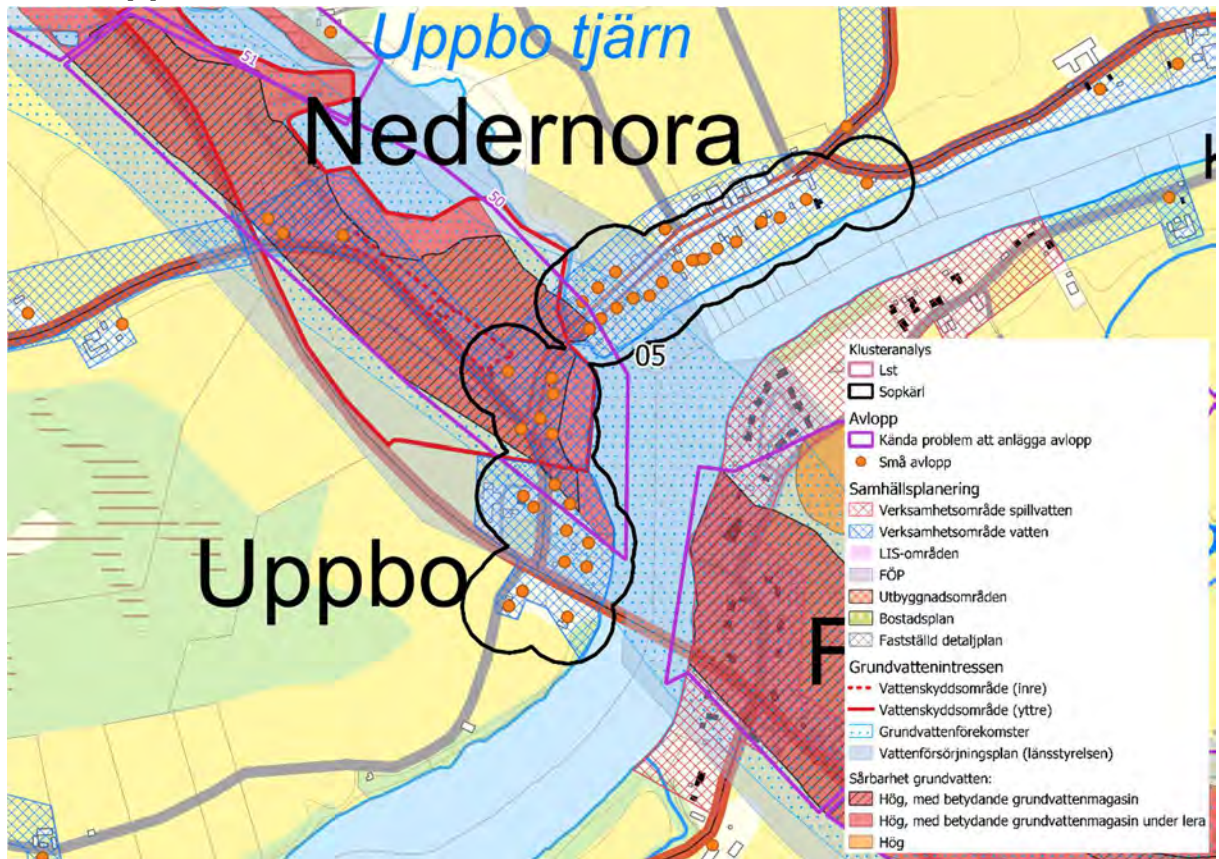 Uppbo tjärn
51
Nedernora
50
05
Uppbo
F
Klusteranalys
Lst
Sopkärl
Avlopp
Kända problem att anlägga avlopp
Små avlopp
Samhällsplanering
Verksamhetsområde spillvatten
Verksamhetsområde vatten
LIS-områden
FÖP
Utbyggnadsområden
Bostadsplan
Fastställd detaljplan
Grundvattenintressen
Vattenskyddsområde (inre)
Vattenskyddsområde (yttre)
Grundvattenförekomster
Vattenförsörjningsplan (länsstyrelsen)
Sårbarhet grundvatten:
Hög, med betydande grundvattenmagasin
Hög, med betydande grundvattenmagasin under lera
Hög